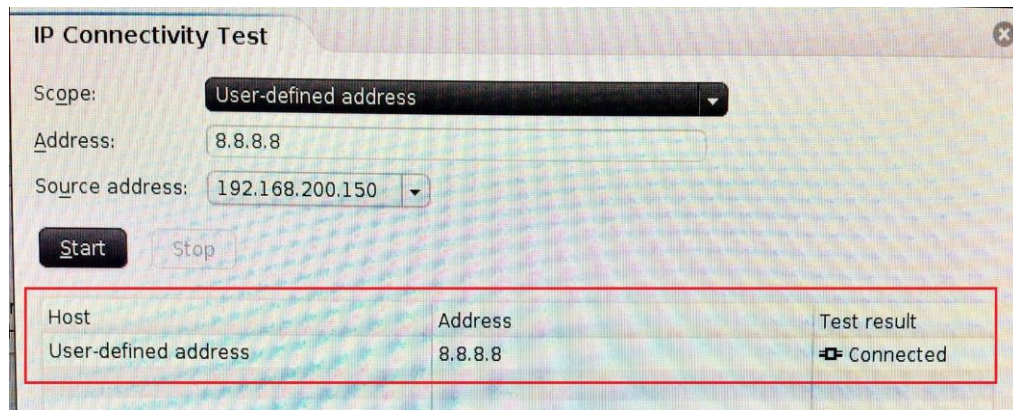 IP Connectivity Test
Scope: User-defined address
Address: 8.8.8.8
Source address: 192.168.200.150
Start Stop
Host Address Test result
User-defined address 8.8.8.8 Connected